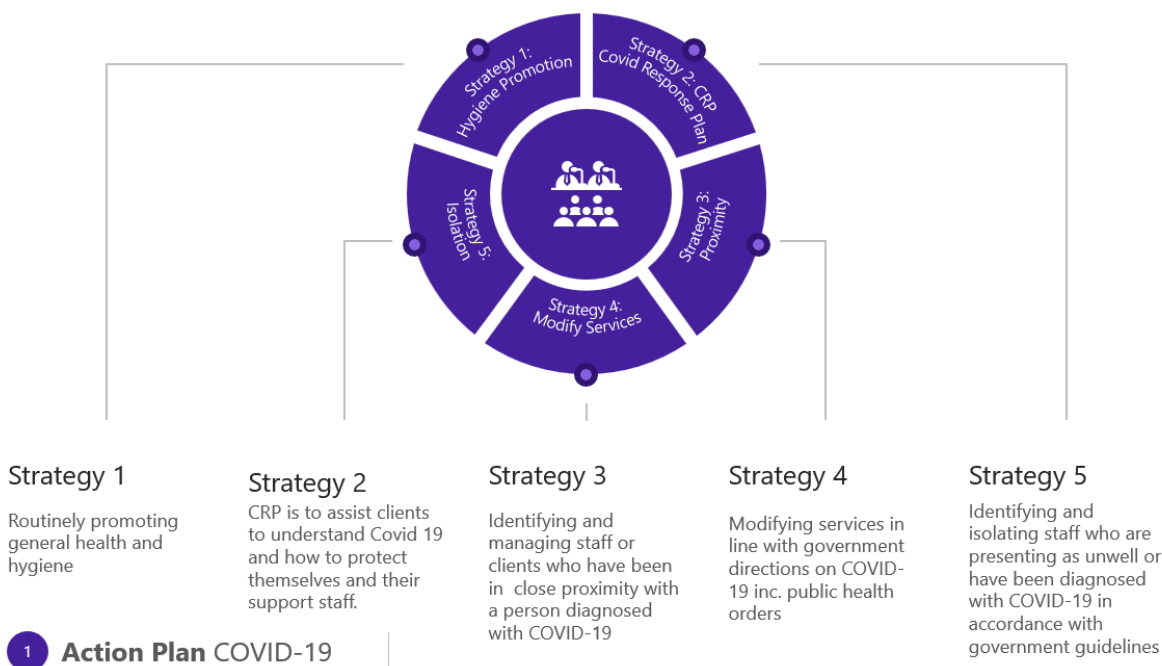 Strategy 1:
Hygiene Promotion
Strategy 2: CRP
Covid Response Plan
Strategy 3:
Proximity
Strategy 4:
Modify Services
Strategy 5:
Isolation
Strategy 1
Routinely promoting
general health and
hygiene
Strategy 2
CRP is to assist clients
to understand Covid 19
and how to protect
themselves and their
support staff.
Strategy 3
Identifying and
managing staff or
clients who have been
in  close proximity with
a person diagnosed
with COVID-19
Strategy 4
Modifying services in
line with government
directions on COVID-
19 inc. public health
orders
Strategy 5
Identifying and
isolating staff who are
presenting as unwell or
have been diagnosed
with COVID-19 in
accordance with
government guidelines
1 Action Plan COVID-19